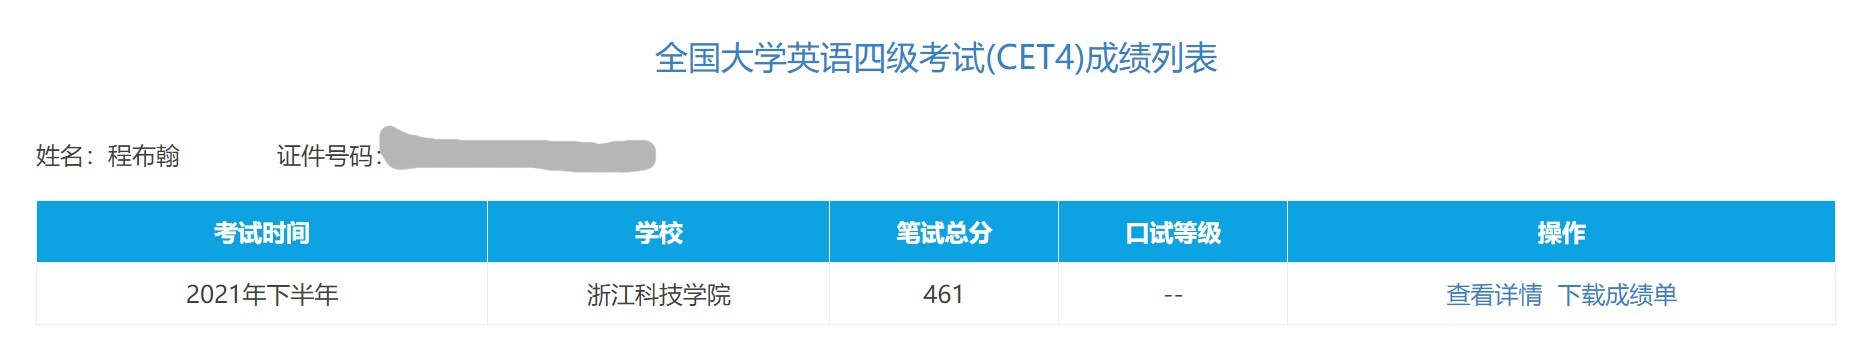 全国大学英语四级考试(CET4)成绩列表
姓名：程布翰 证件号码：
考试时间 学校 笔试总分 口试等级 操作
2021年下半年 浙江科技学院 461 -- 查看详情 下载成绩单